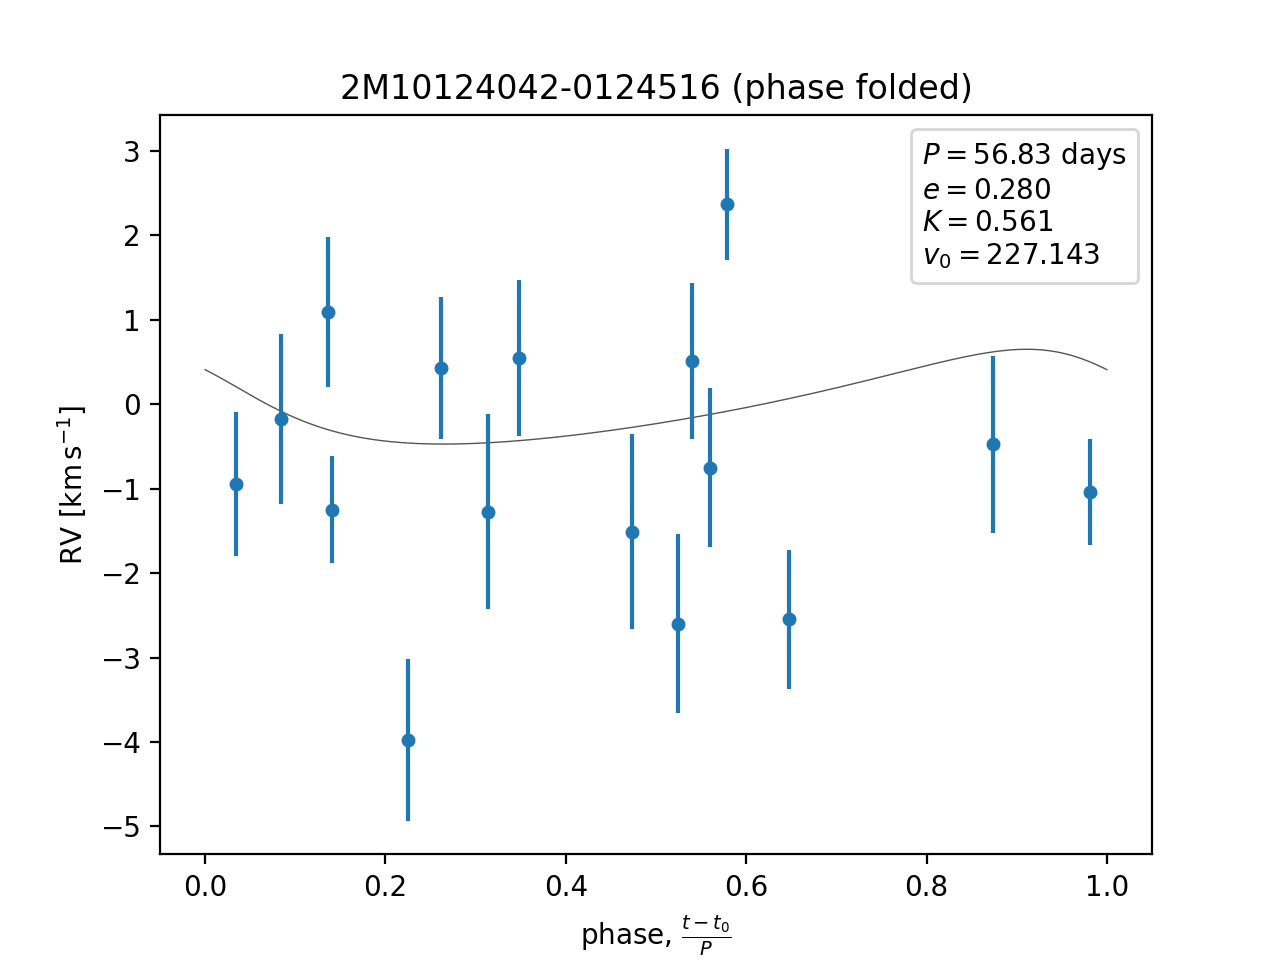 2M10124042-0124516 (phase folded)
P = 56.83 days
e = 0.280
K = 0.561
v₀ = 227.143
RV [km s⁻¹]
3
2
1
0
−1
−2
−3
−4
−5
0.0 0.2 0.4 0.6 0.8 1.0
phase, (t − t₀)/P